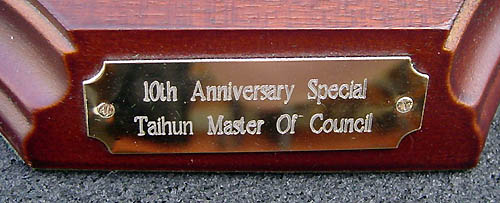 10th Anniversary Special
Taihun Master Of Council